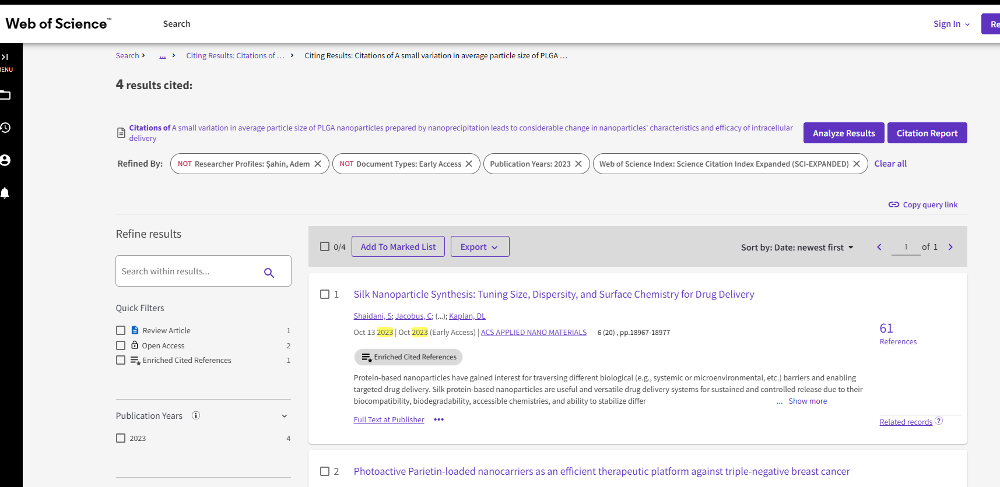 Web of Science™
Search
Sign In
Re
MENU
Search > ... > Citing Results: Citations of … > Citing Results: Citations of A small variation in average particle size of PLGA …
4 results cited:
Citations of A small variation in average particle size of PLGA nanoparticles prepared by nanoprecipitation leads to considerable change in nanoparticles' characteristics and efficacy of intracellular
delivery
Analyze Results
Citation Report
Refined By:
NOT Researcher Profiles: Şahin, Adem
NOT Document Types: Early Access
Publication Years: 2023
Web of Science Index: Science Citation Index Expanded (SCI-EXPANDED)
Clear all
Copy query link
Refine results
Search within results...
Quick Filters
Review Article 1
Open Access 2
Enriched Cited References 1
Publication Years
2023 4
0/4
Add To Marked List
Export
Sort by: Date: newest first
1 of 1
1
Silk Nanoparticle Synthesis: Tuning Size, Dispersity, and Surface Chemistry for Drug Delivery
Shaidani, S; Jacobus, C; (...); Kaplan, DL
Oct 13 2023 | Oct 2023 (Early Access) | ACS APPLIED NANO MATERIALS 6 (20) , pp.18967-18977
Enriched Cited References
Protein-based nanoparticles have gained interest for traversing different biological (e.g., systemic or microenvironmental, etc.) barriers and enabling
targeted drug delivery. Silk protein-based nanoparticles are useful and versatile drug delivery systems for sustained and controlled release due to their
biocompatibility, biodegradability, accessible chemistries, and ability to stabilize differ ... Show more
Full Text at Publisher
61
References
Related records ?
2
Photoactive Parietin-loaded nanocarriers as an efficient therapeutic platform against triple-negative breast cancer